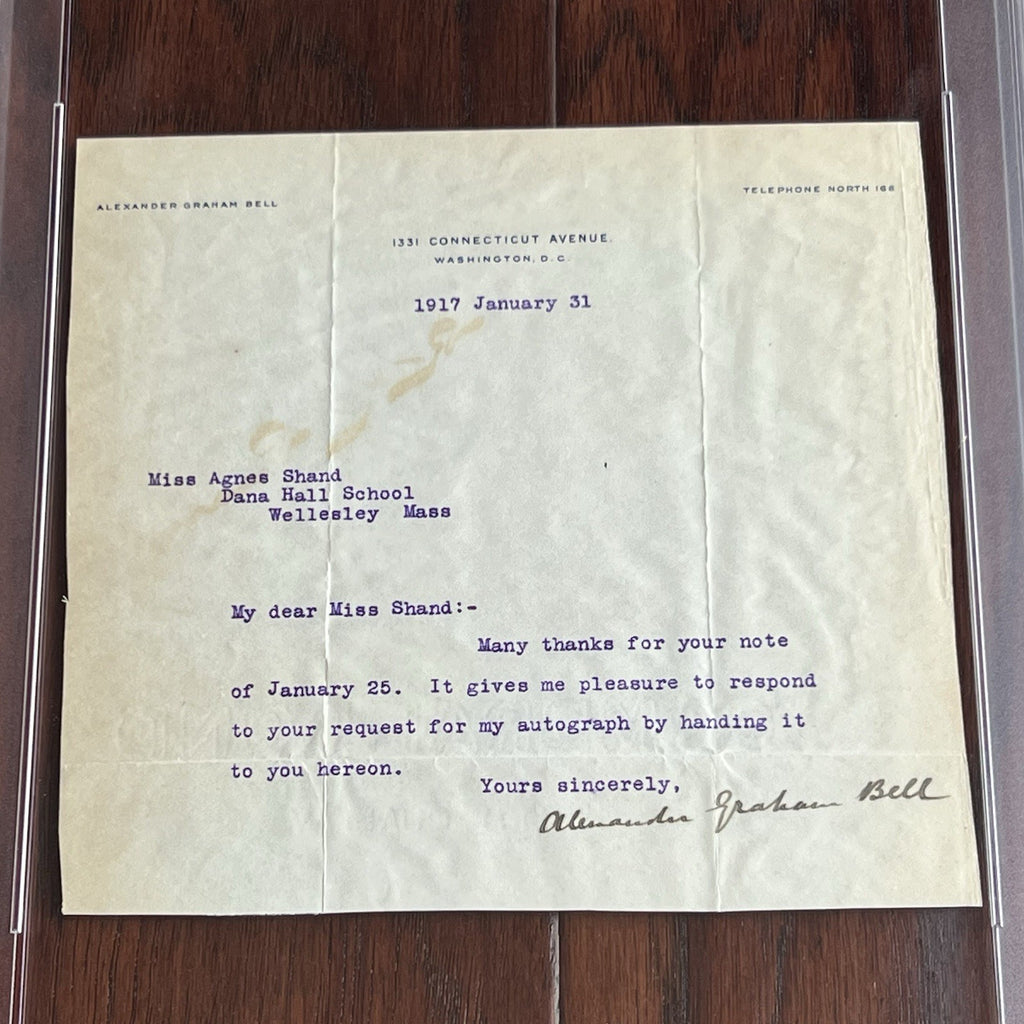 ALEXANDER GRAHAM BELL
TELEPHONE NORTH 168
1331 CONNECTICUT AVENUE.
WASHINGTON, D.C.
1917 January 31
Miss Agnes Shand
Dana Hall School
Wellesley Mass
My dear Miss Shand:-
Many thanks for your note
of January 25. It gives me pleasure to respond
to your request for my autograph by handing it
to you hereon.
Yours sincerely,
Alexander Graham Bell